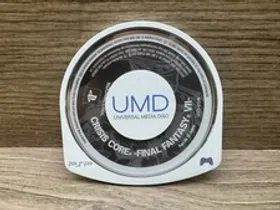 UMD
UNIVERSAL MEDIA DISC
CRISIS CORE -FINAL FANTASY VII-
PSP